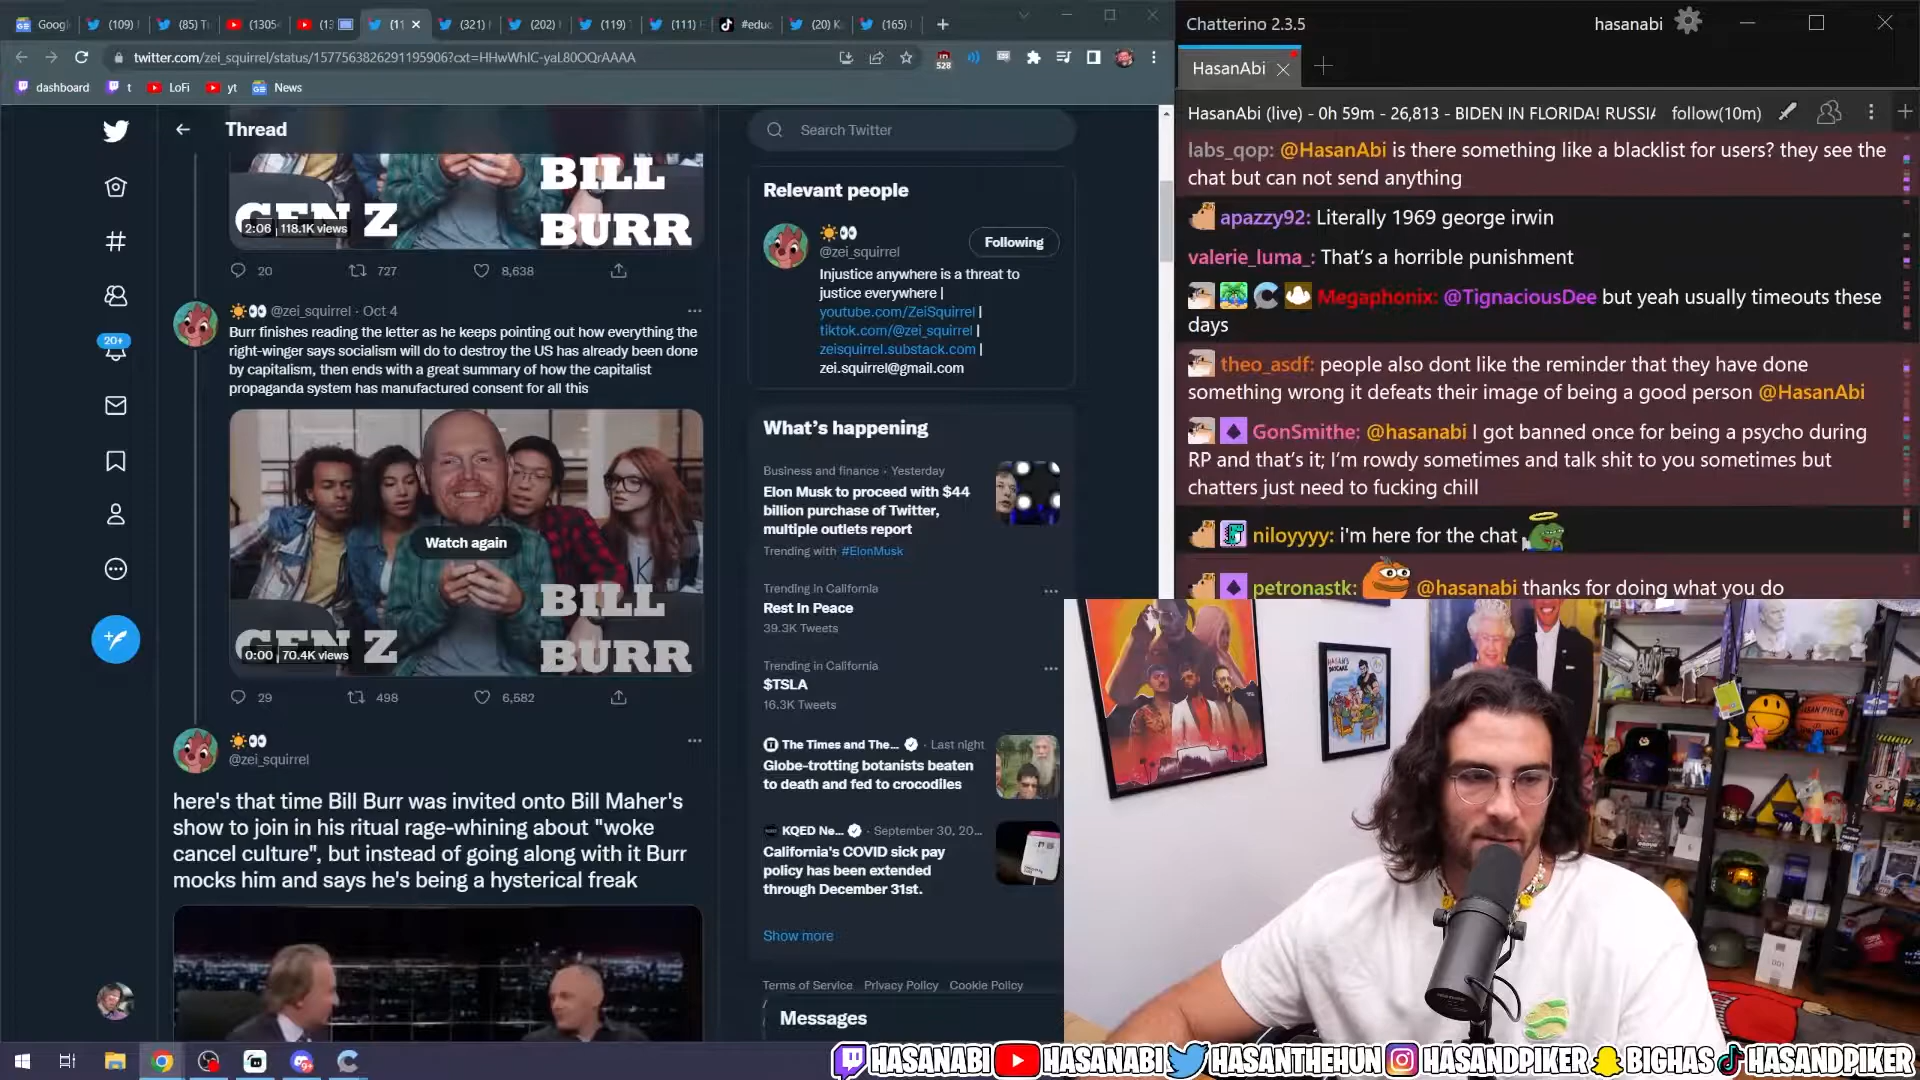 Googl
(109)
(85) T
(1305
(13
(1
(321)
(202)
(119)
(111)
#educ
(20) K
(165)
twitter.com/zei_squirrel/status/1577563826291195906?cxt=HHwWhIC-yaL80OQrAAAA
528
dashboard
t
LoFi
yt
News
Thread
GEN Z
BILL
BURR
2:06 | 118.1K views
20
727
8,638
@zei_squirrel · Oct 4
Burr finishes reading the letter as he keeps pointing out how everything the
right-winger says socialism will do to destroy the US has already been done
by capitalism, then ends with a great summary of how the capitalist
propaganda system has manufactured consent for all this
Watch again
GEN Z
BILL
BURR
0:00 | 70.4K views
29
498
6,582
@zei_squirrel
here's that time Bill Burr was invited onto Bill Maher's
show to join in his ritual rage-whining about "woke
cancel culture", but instead of going along with it Burr
mocks him and says he's being a hysterical freak
20+
Search Twitter
Relevant people
@zei_squirrel
Following
Injustice anywhere is a threat to
justice everywhere |
youtube.com/ZeiSquirrel |
tiktok.com/@zei_squirrel |
zeisquirrel.substack.com |
zei.squirrel@gmail.com
What's happening
Business and finance · Yesterday
Elon Musk to proceed with $44
billion purchase of Twitter,
multiple outlets report
Trending with #ElonMusk
Trending in California
Rest In Peace
39.3K Tweets
Trending in California
$TSLA
16.3K Tweets
The Times and The... · Last night
Globe-trotting botanists beaten
to death and fed to crocodiles
KQED Ne... · September 30, 20...
California's COVID sick pay
policy has been extended
through December 31st.
Show more
Terms of Service Privacy Policy Cookie Policy
Messages
Chatterino 2.3.5
hasanabi
HasanAbi
HasanAbi (live) - 0h 59m - 26,813 - BIDEN IN FLORIDA! RUSSIA
follow(10m)
labs_qop: @HasanAbi is there something like a blacklist for users? they see the
chat but can not send anything
apazzy92: Literally 1969 george irwin
valerie_luma_: That's a horrible punishment
Megaphonix: @TignaciousDee but yeah usually timeouts these
days
theo_asdf: people also dont like the reminder that they have done
something wrong it defeats their image of being a good person @HasanAbi
GonSmithe: @hasanabi I got banned once for being a psycho during
RP and that's it; I'm rowdy sometimes and talk shit to you sometimes but
chatters just need to fucking chill
niloyyyy: i'm here for the chat
petronastk: @hasanabi thanks for doing what you do
HASANABI HASANABI HASANTHEHUN HASANDPIKER BIGHAS HASANDPIKER